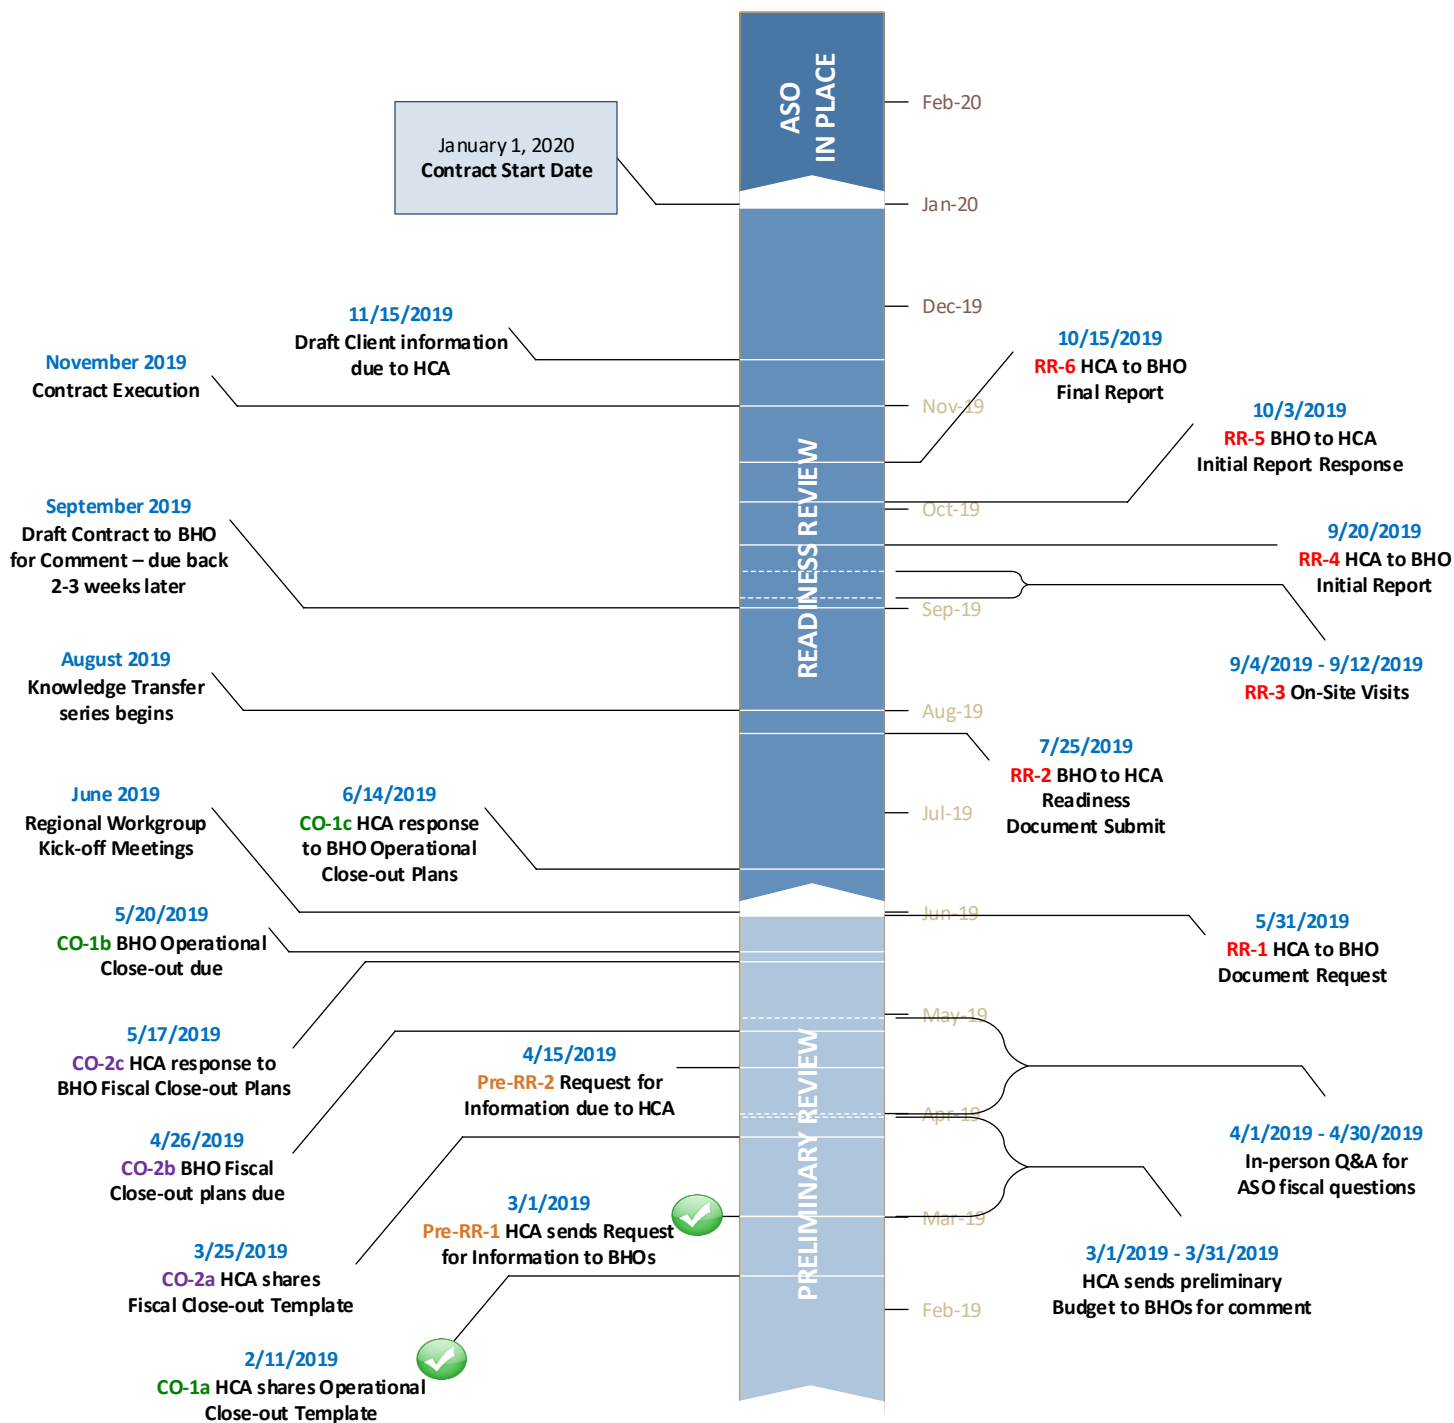 ASO
IN PLACE
READINESS REVIEW
PRELIMINARY REVIEW
Feb-20
Jan-20
Dec-19
Nov-19
Oct-19
Sep-19
Aug-19
Jul-19
Jun-19
May-19
Apr-19
Mar-19
Feb-19
January 1, 2020
Contract Start Date
11/15/2019
Draft Client information
due to HCA
November 2019
Contract Execution
September 2019
Draft Contract to BHO
for Comment – due back
2-3 weeks later
August 2019
Knowledge Transfer
series begins
June 2019
Regional Workgroup
Kick-off Meetings
6/14/2019
CO-1c HCA response
to BHO Operational
Close-out Plans
5/20/2019
CO-1b BHO Operational
Close-out due
5/17/2019
CO-2c HCA response to
BHO Fiscal Close-out Plans
4/15/2019
Pre-RR-2 Request for
Information due to HCA
4/26/2019
CO-2b BHO Fiscal
Close-out plans due
3/1/2019
Pre-RR-1 HCA sends Request
for Information to BHOs
3/25/2019
CO-2a HCA shares
Fiscal Close-out Template
2/11/2019
CO-1a HCA shares Operational
Close-out Template
10/15/2019
RR-6 HCA to BHO
Final Report
10/3/2019
RR-5 BHO to HCA
Initial Report Response
9/20/2019
RR-4 HCA to BHO
Initial Report
9/4/2019 - 9/12/2019
RR-3 On-Site Visits
7/25/2019
RR-2 BHO to HCA
Readiness
Document Submit
5/31/2019
RR-1 HCA to BHO
Document Request
4/1/2019 - 4/30/2019
In-person Q&A for
ASO fiscal questions
3/1/2019 - 3/31/2019
HCA sends preliminary
Budget to BHOs for comment